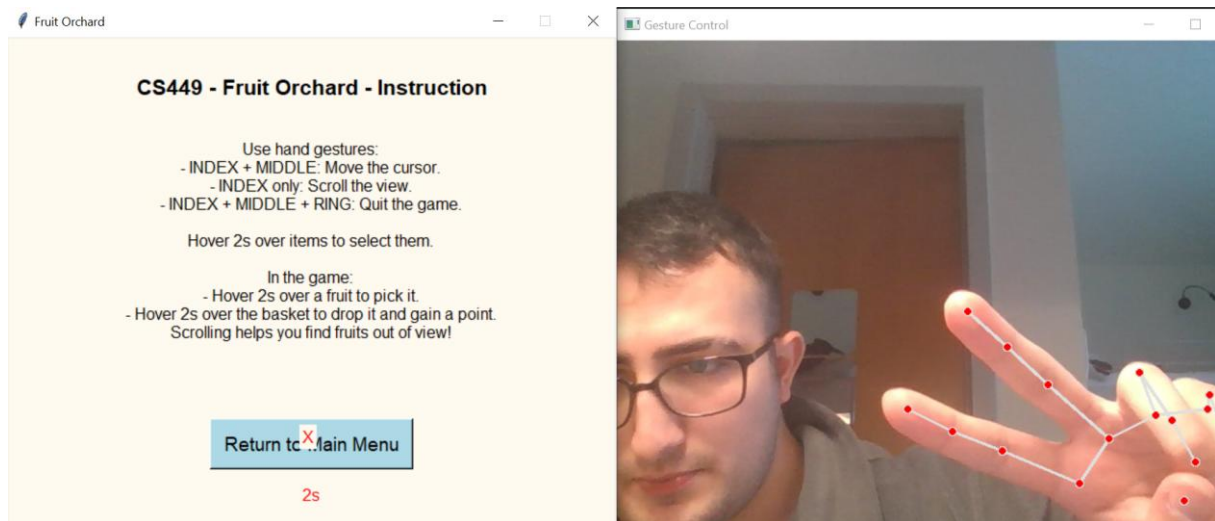 Fruit Orchard
CS449 - Fruit Orchard - Instruction
Use hand gestures:
- INDEX + MIDDLE: Move the cursor.
- INDEX only: Scroll the view.
- INDEX + MIDDLE + RING: Quit the game.
Hover 2s over items to select them.
In the game:
- Hover 2s over a fruit to pick it.
- Hover 2s over the basket to drop it and gain a point.
Scrolling helps you find fruits out of view!
Return to Main Menu
X
2s
Gesture Control